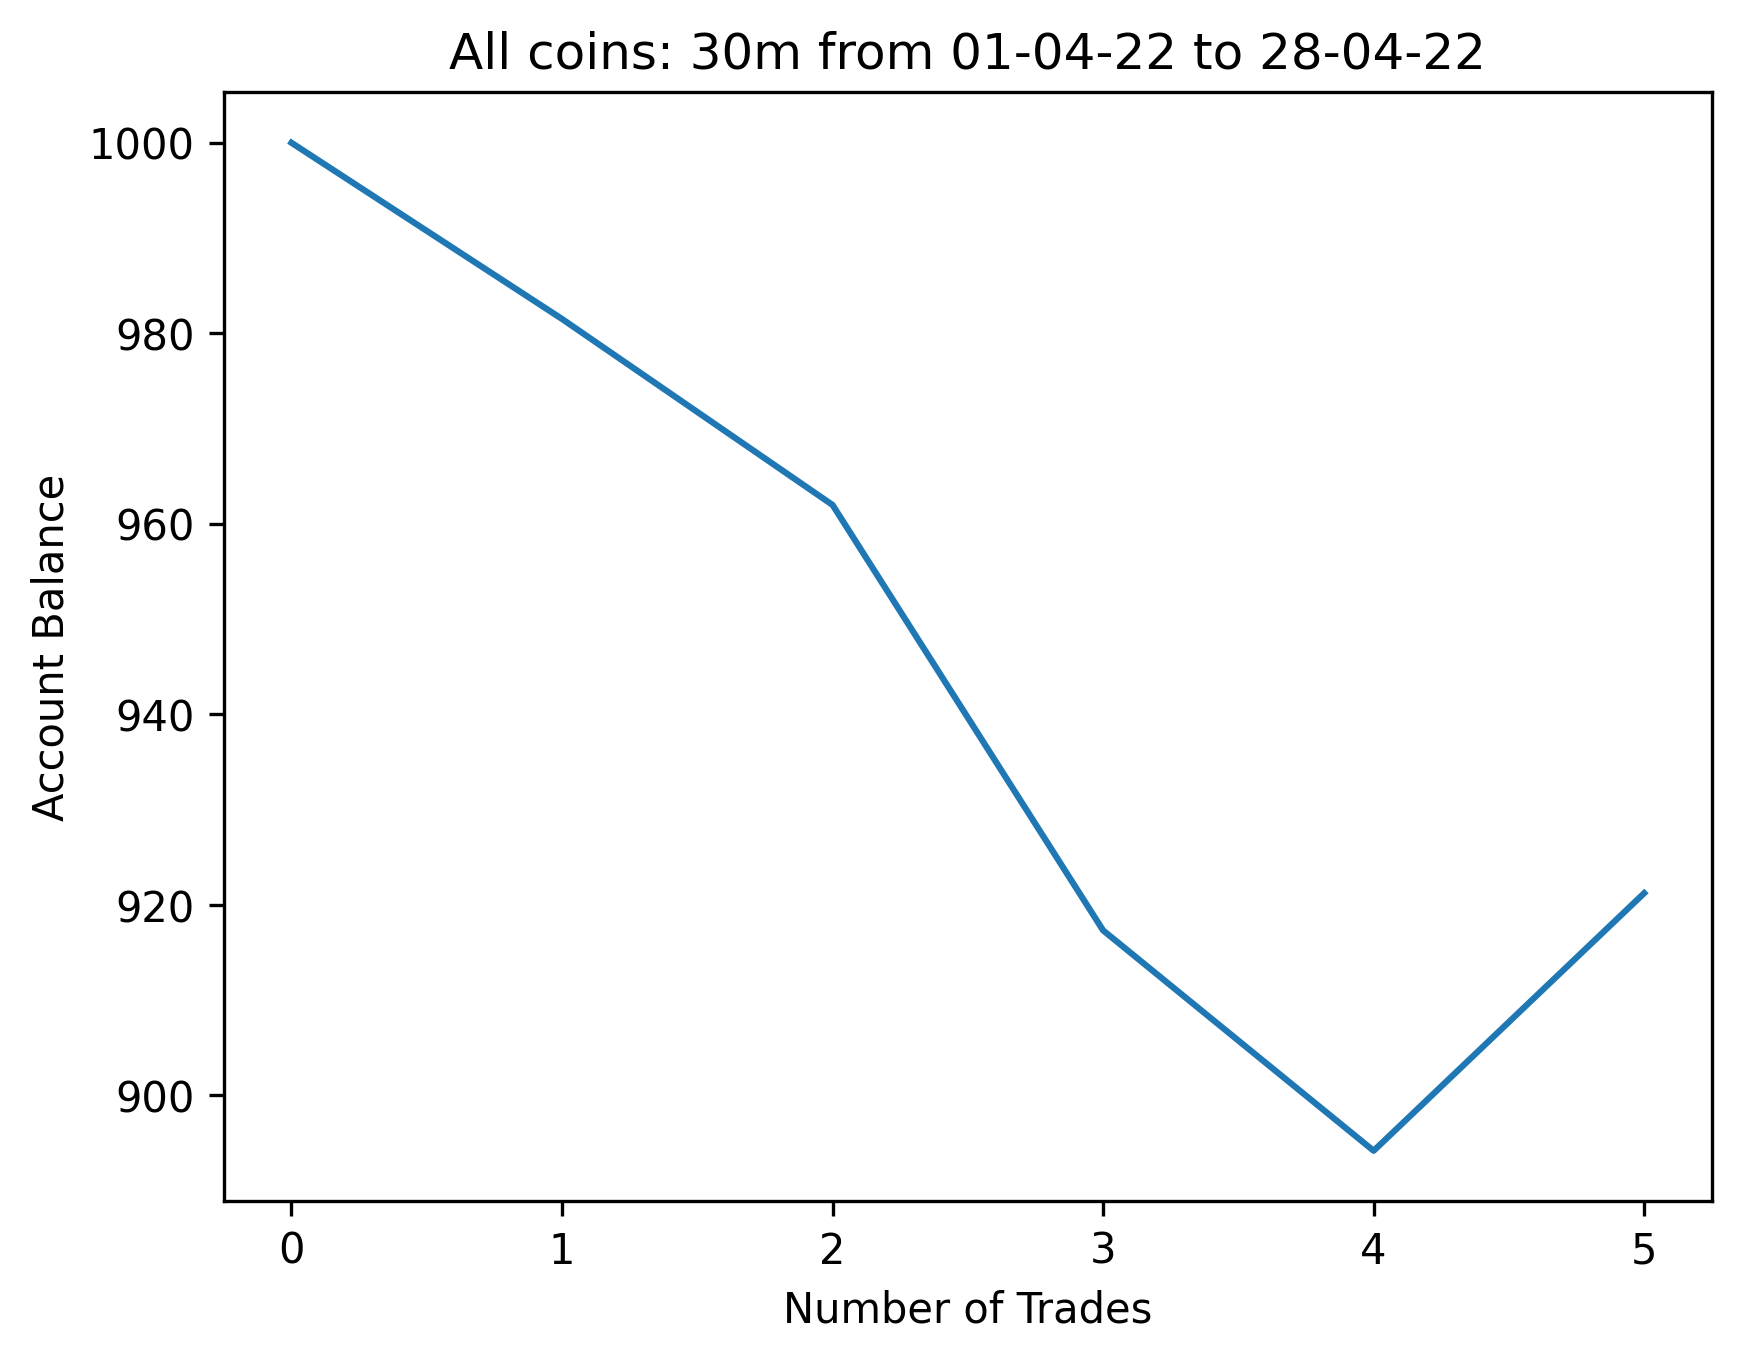 All coins: 30m from 01-04-22 to 28-04-22
1000
980
960
940
920
900
Account Balance
0 1 2 3 4 5
Number of Trades